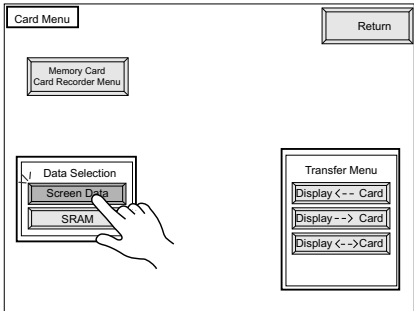 Card Menu
Return
Memory Card
Card Recorder Menu
Data Selection
Screen Data
SRAM
Transfer Menu
Display <-- Card
Display --> Card
Display <-->Card